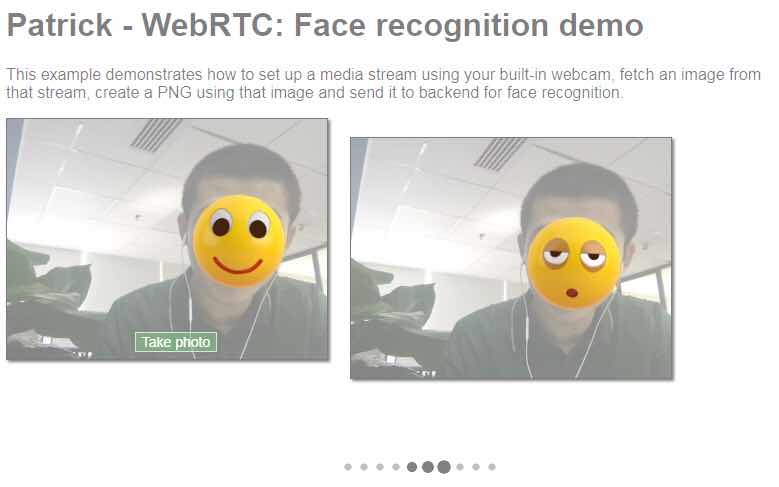 Patrick - WebRTC: Face recognition demo
This example demonstrates how to set up a media stream using your built-in webcam, fetch an image from
that stream, create a PNG using that image and send it to backend for face recognition.
Take photo